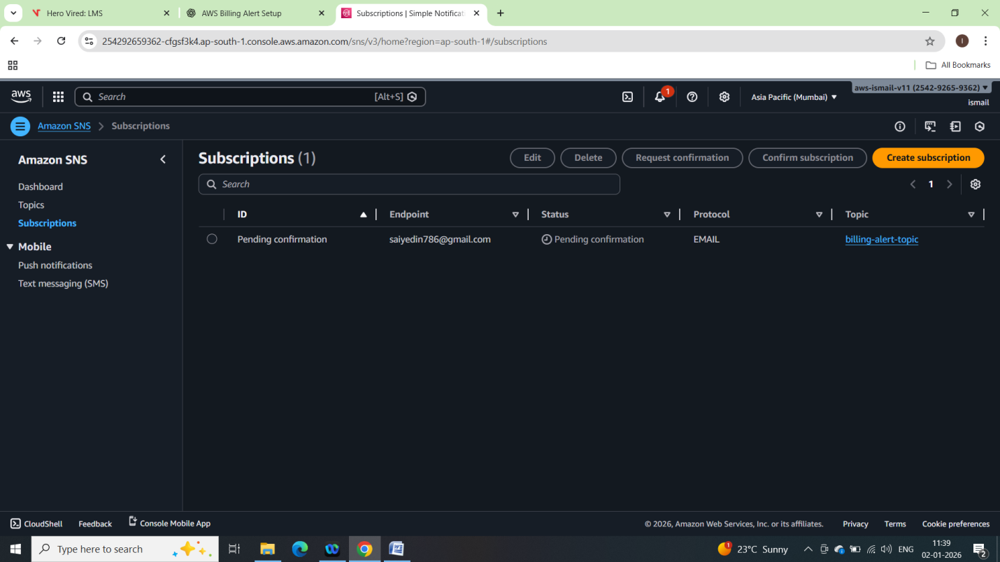 Hero Vired: LMS
AWS Billing Alert Setup
Subscriptions | Simple Notificati
254292659362-cfgsf3k4.ap-south-1.console.aws.amazon.com/sns/v3/home?region=ap-south-1#/subscriptions
I
All Bookmarks
aws
Search
[Alt+S]
1
Asia Pacific (Mumbai) ▼
aws-ismail-v11 (2542-9265-9362) ▼
ismail
Amazon SNS
Subscriptions
Amazon SNS
Dashboard
Topics
Subscriptions
Mobile
Push notifications
Text messaging (SMS)
Subscriptions (1)
Edit
Delete
Request confirmation
Confirm subscription
Create subscription
Search
1
ID
Endpoint
Status
Protocol
Topic
Pending confirmation
saiyedin786@gmail.com
Pending confirmation
EMAIL
billing-alert-topic
CloudShell
Feedback
Console Mobile App
© 2026, Amazon Web Services, Inc. or its affiliates.
Privacy
Terms
Cookie preferences
Type here to search
1
23°C Sunny
ENG
11:39
02-01-2026
2